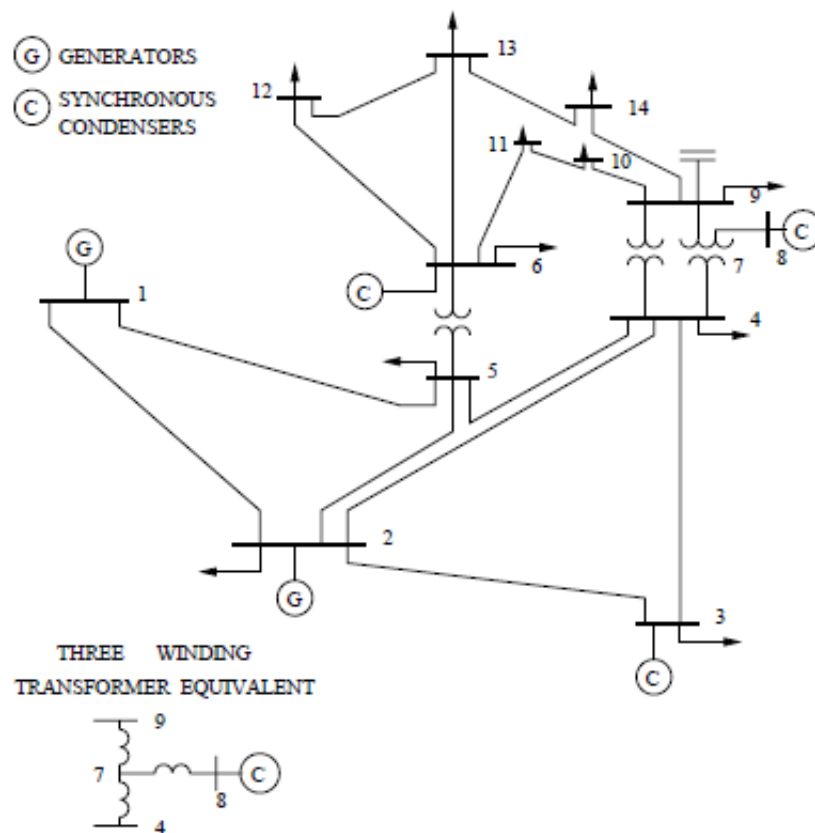 G GENERATORS
C SYNCHRONOUS
CONDENSERS
13
12
14
11
10
9
G
C
8
7
6
C
1
4
5
2
G
3
C
THREE WINDING
TRANSFORMER EQUIVALENT
9
7
C
8
4